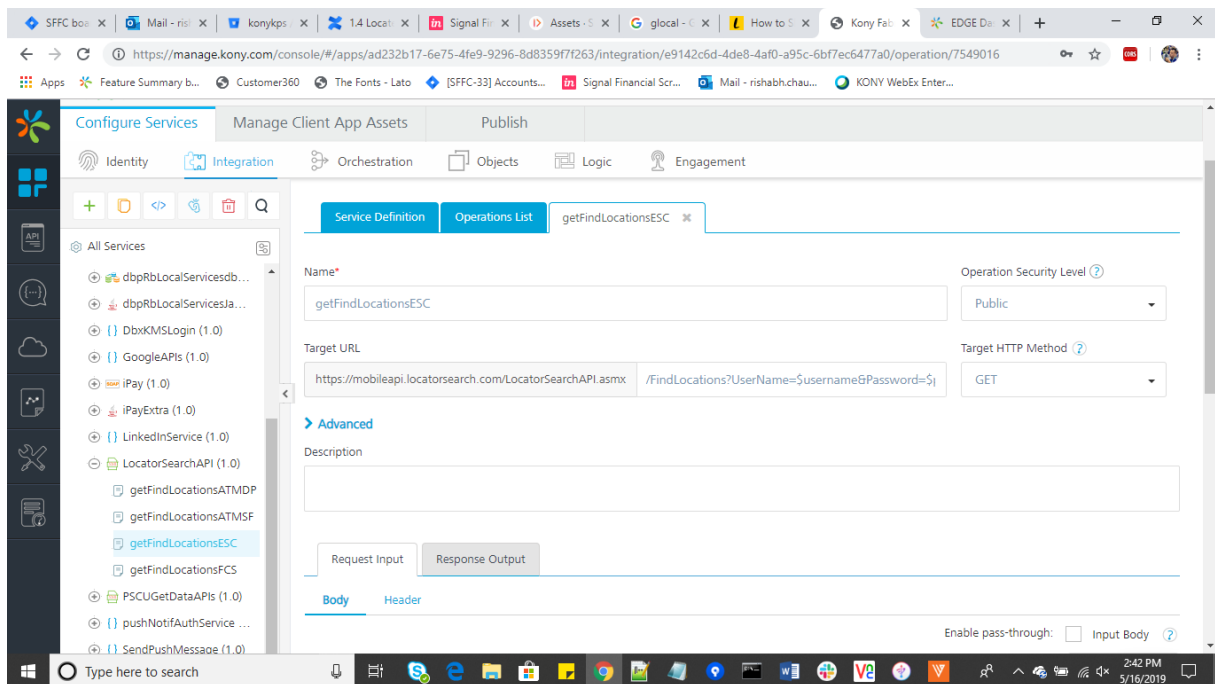 SFFC boa
Mail - rish
konykps
1.4 Locati
Signal Fin
Assets - S
glocal - G
How to S
Kony Fab
EDGE Da
https://manage.kony.com/console/#/apps/ad232b17-6e75-4fe9-9296-8d8359f7f263/integration/e9142c6d-4de8-4af0-a95c-6bf7ec6477a0/operation/7549016
CORS
Apps
Feature Summary b...
Customer360
The Fonts - Lato
[SFFC-33] Accounts...
Signal Financial Scr...
Mail - rishabh.chau...
KONY WebEx Enter...
Configure Services
Manage Client App Assets
Publish
Identity
Integration
Orchestration
Objects
Logic
Engagement
Service Definition
Operations List
getFindLocationsESC
API
All Services
dbpRbLocalServicesdb...
dbpRbLocalServicesJa...
DbxKMSLogin (1.0)
GoogleAPIs (1.0)
iPay (1.0)
iPayExtra (1.0)
LinkedInService (1.0)
LocatorSearchAPI (1.0)
getFindLocationsATMDP
getFindLocationsATMSF
getFindLocationsESC
getFindLocationsFCS
PSCUGetDataAPIs (1.0)
pushNotifAuthService ...
SendPushMessage (1.0)
Name*
Operation Security Level ?
getFindLocationsESC
Public
Target URL
Target HTTP Method ?
https://mobileapi.locatorsearch.com/LocatorSearchAPI.asmx
/FindLocations?UserName=$username&Password=$p
GET
Advanced
Description
Request Input
Response Output
Body
Header
Enable pass-through:
Input Body ?
Type here to search
2:42 PM
5/16/2019